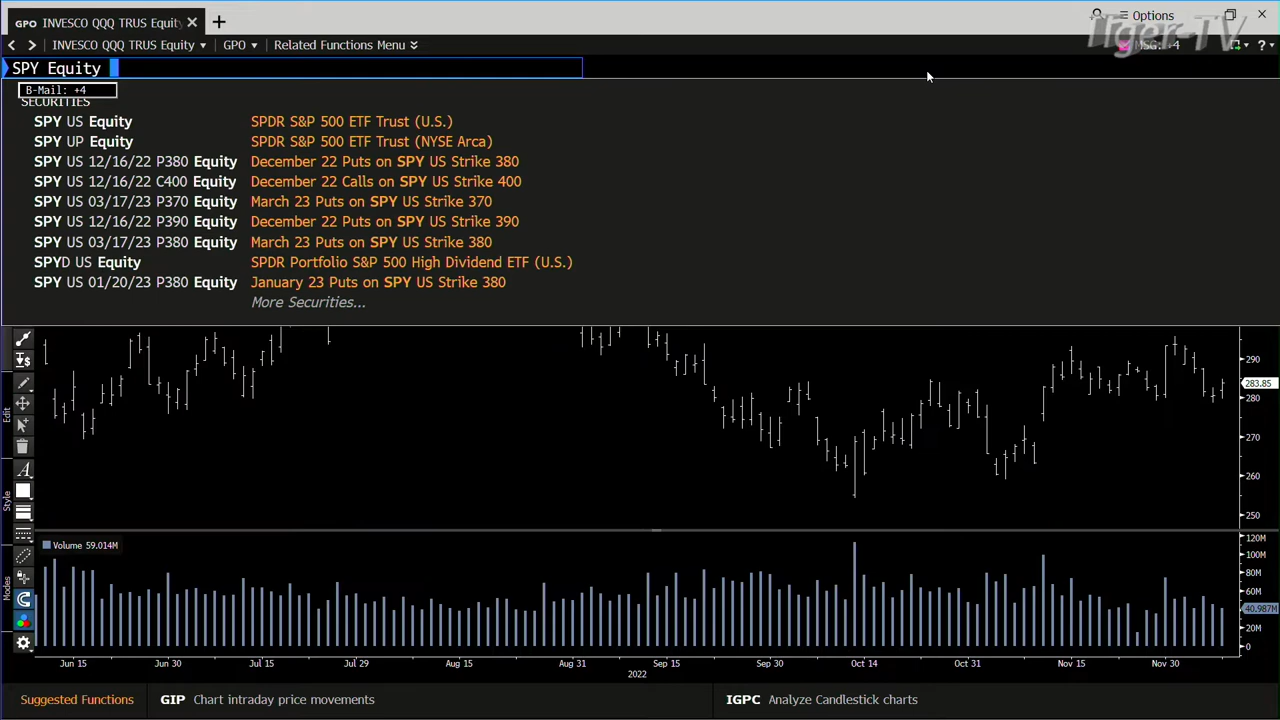 GPO INVESCO QQQ TRUS Equity
Options
Tiger-TV
INVESCO QQQ TRUS Equity GPO Related Functions Menu
MSG: +4
SPY Equity
B-Mail: +4
SECURITIES
SPY US Equity SPDR S&P 500 ETF Trust (U.S.)
SPY UP Equity SPDR S&P 500 ETF Trust (NYSE Arca)
SPY US 12/16/22 P380 Equity December 22 Puts on SPY US Strike 380
SPY US 12/16/22 C400 Equity December 22 Calls on SPY US Strike 400
SPY US 03/17/23 P370 Equity March 23 Puts on SPY US Strike 370
SPY US 12/16/22 P390 Equity December 22 Puts on SPY US Strike 390
SPY US 03/17/23 P380 Equity March 23 Puts on SPY US Strike 380
SPYD US Equity SPDR Portfolio S&P 500 High Dividend ETF (U.S.)
SPY US 01/20/23 P380 Equity January 23 Puts on SPY US Strike 380
More Securities...
290
283.85
280
270
260
250
Edit
Style
Modes
Volume 59.014M
120M
100M
80M
60M
40.987M
20M
0
Jun 15 Jun 30 Jul 15 Jul 29 Aug 15 Aug 31 Sep 15 Sep 30 Oct 14 Oct 31 Nov 15 Nov 30
2022
Suggested Functions GIP Chart intraday price movements IGPC Analyze Candlestick charts